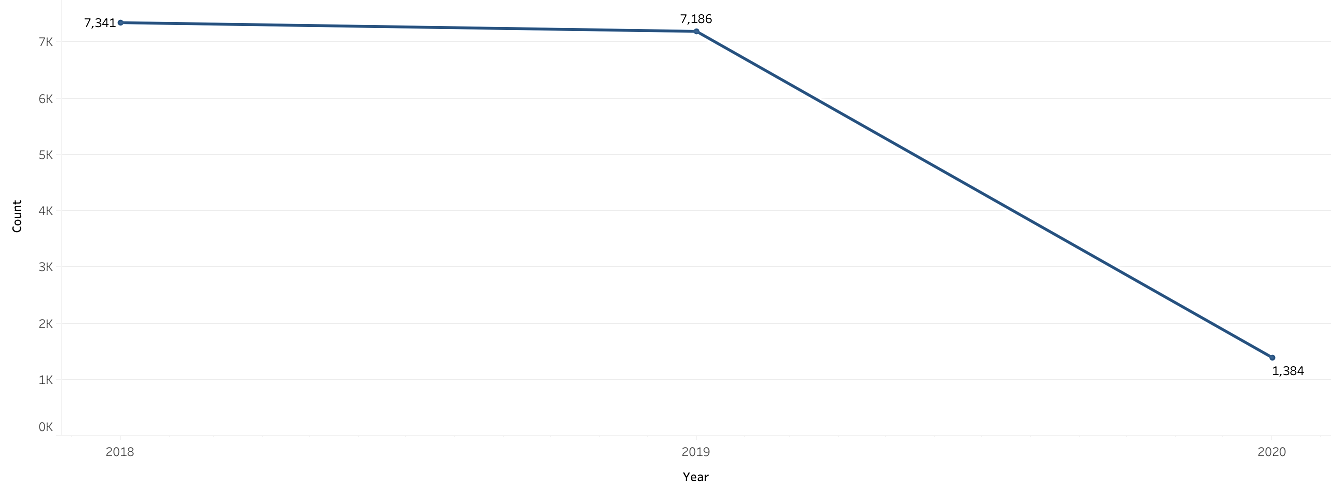 7,341
7,186
7K
6K
5K
4K
3K
2K
1K
0K
1,384
Count
2018
2019
2020
Year